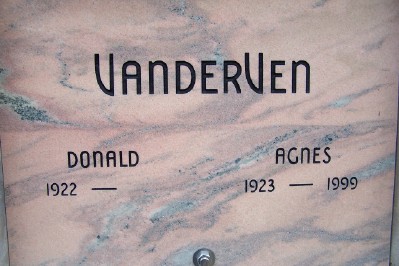 VANDERVEN
DONALD AGNES
1922 — 1923 — 1999